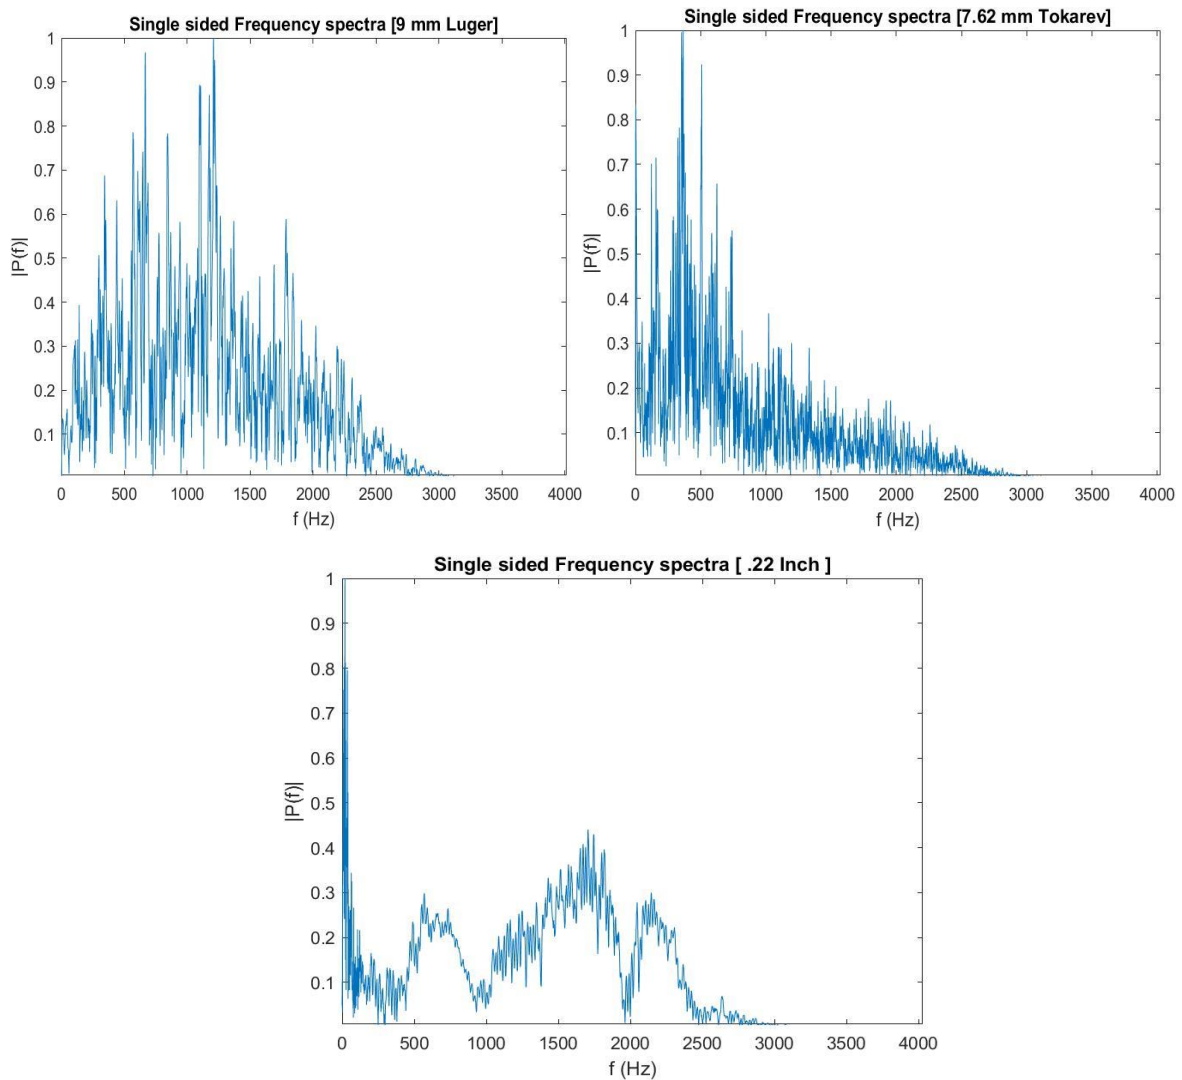 Single sided Frequency spectra [9 mm Luger]
1
0.9
0.8
0.7
0.6
0.5
0.4
0.3
0.2
0.1
|P(f)|
0 500 1000 1500 2000 2500 3000 3500 4000
f (Hz)
Single sided Frequency spectra [7.62 mm Tokarev]
1
0.9
0.8
0.7
0.6
0.5
0.4
0.3
0.2
0.1
|P(f)|
0 500 1000 1500 2000 2500 3000 3500 4000
f (Hz)
Single sided Frequency spectra [ .22 Inch ]
1
0.9
0.8
0.7
0.6
0.5
0.4
0.3
0.2
0.1
|P(f)|
0 500 1000 1500 2000 2500 3000 3500 4000
f (Hz)